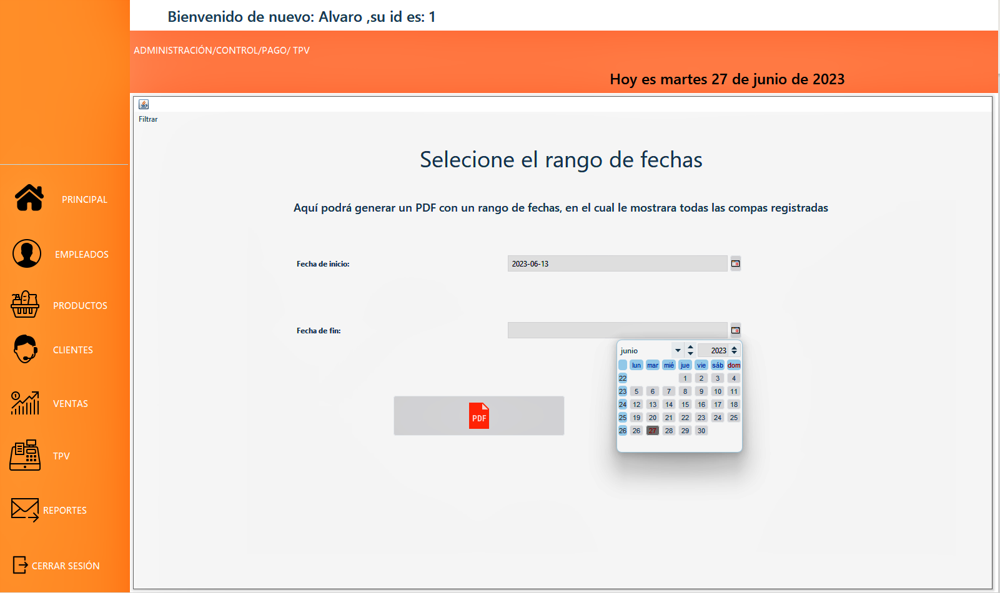 Bienvenido de nuevo: Alvaro ,su id es: 1
ADMINISTRACIÓN/CONTROL/PAGO/ TPV
Hoy es martes 27 de junio de 2023
Filtrar
Selecione el rango de fechas
Aquí podrá generar un PDF con un rango de fechas, en el cual le mostrara todas las compas registradas
Fecha de inicio: 2023-06-13
Fecha de fin:
junio 2023
lun mar mié jue vie sáb dom
22 1 2 3 4
23 5 6 7 8 9 10 11
24 12 13 14 15 16 17 18
25 19 20 21 22 23 24 25
26 26 27 28 29 30
PDF
PRINCIPAL
EMPLEADOS
PRODUCTOS
CLIENTES
VENTAS
TPV
REPORTES
CERRAR SESIÓN